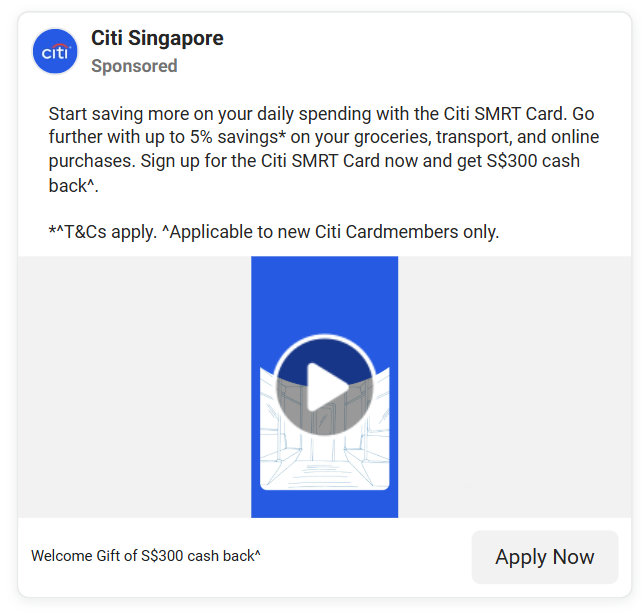 citi
Citi Singapore
Sponsored
Start saving more on your daily spending with the Citi SMRT Card. Go
further with up to 5% savings* on your groceries, transport, and online
purchases. Sign up for the Citi SMRT Card now and get S$300 cash
back^.
*^T&Cs apply. ^Applicable to new Citi Cardmembers only.
Welcome Gift of S$300 cash back^
Apply Now